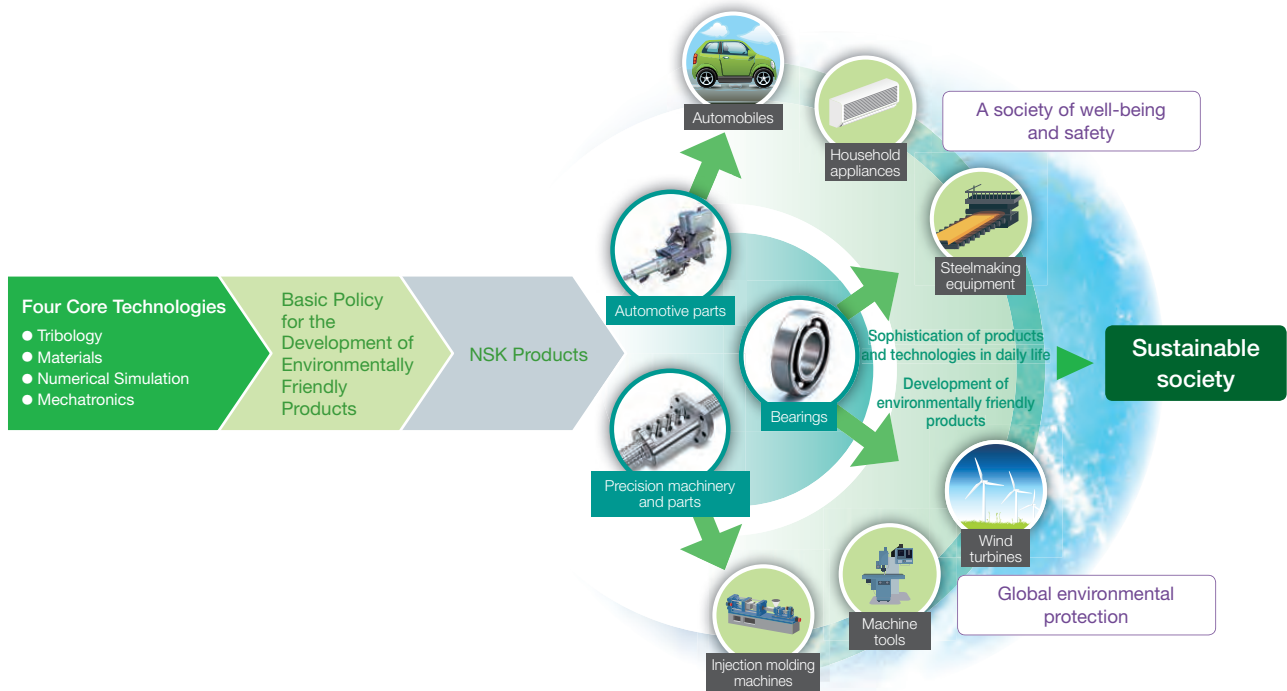 Four Core Technologies
● Tribology
● Materials
● Numerical Simulation
● Mechatronics
Basic Policy
for the
Development of
Environmentally
Friendly
Products
NSK Products
Automotive parts
Precision machinery
and parts
Bearings
Automobiles
Household
appliances
Steelmaking
equipment
Wind
turbines
Machine
tools
Injection molding
machines
Sophistication of products
and technologies in daily life
Development of
environmentally friendly
products
A society of well-being
and safety
Global environmental
protection
Sustainable
society